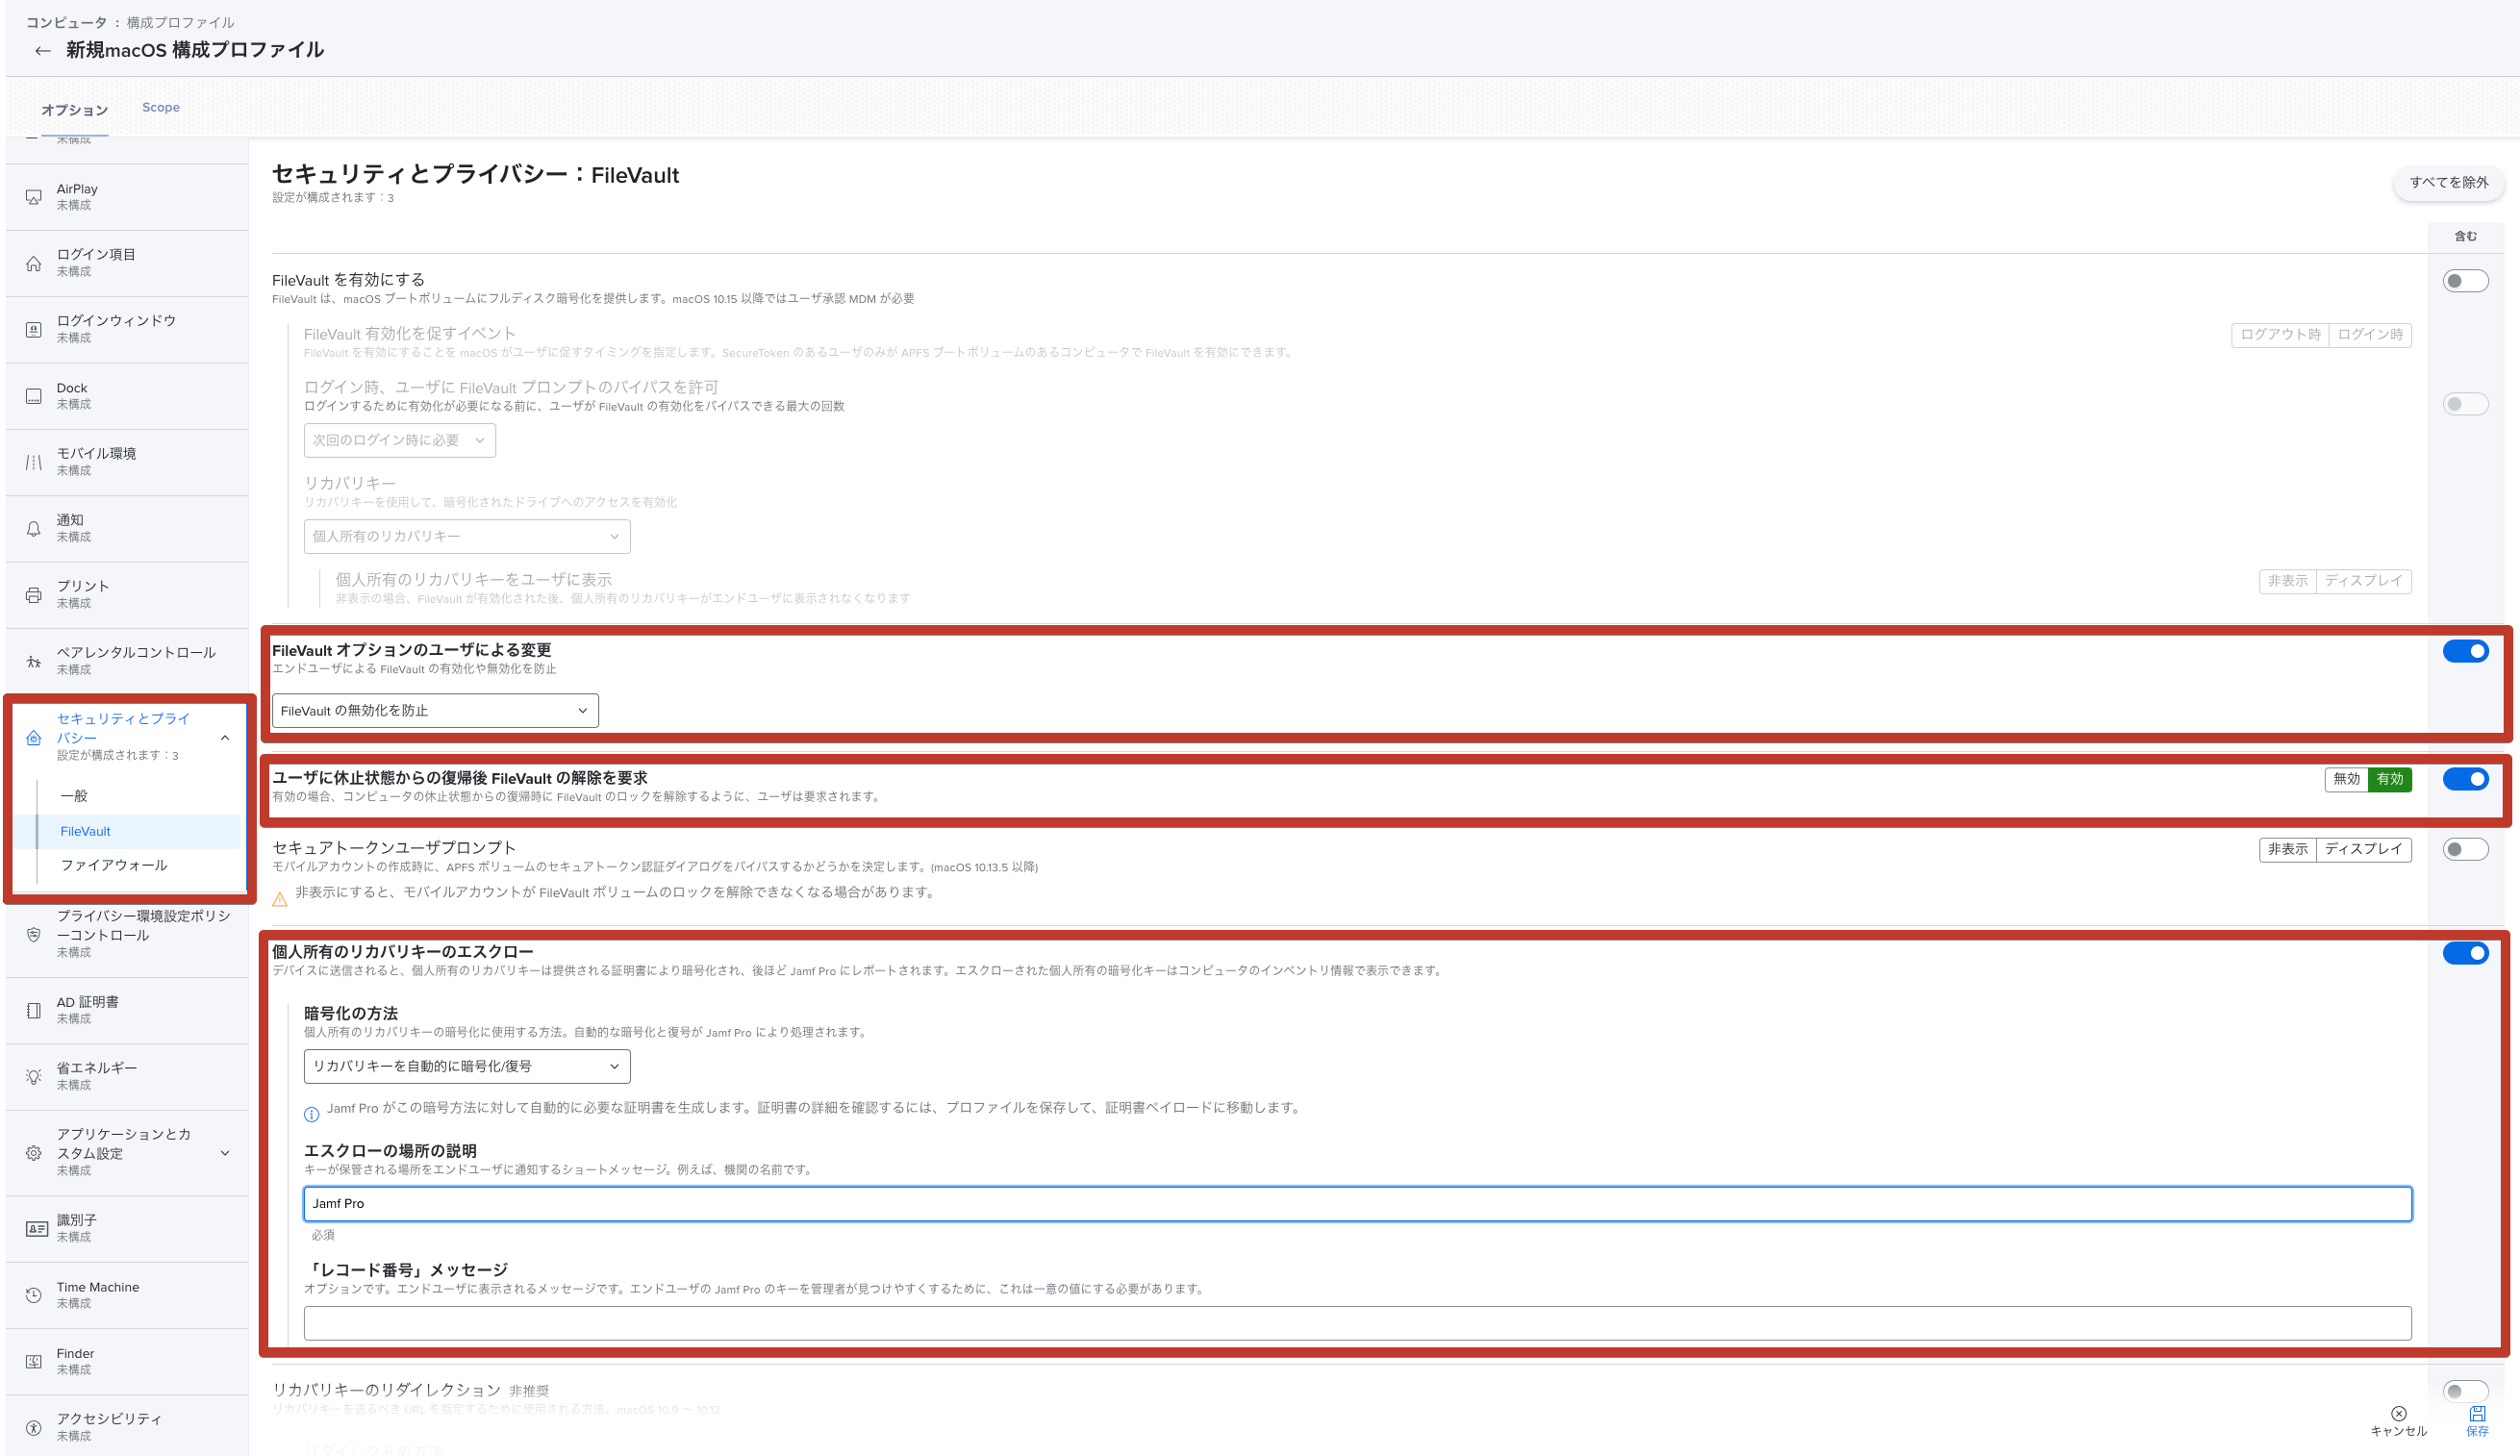 コンピュータ : 構成プロファイル
← 新規macOS 構成プロファイル
オプション
Scope
未構成
AirPlay
未構成
ログイン項目
未構成
ログインウィンドウ
未構成
Dock
未構成
モバイル環境
未構成
通知
未構成
プリント
未構成
ペアレンタルコントロール
未構成
セキュリティとプライ
バシー
設定が構成されます：3
一般
FileVault
ファイアウォール
プライバシー環境設定ポリシ
ーコントロール
未構成
AD 証明書
未構成
省エネルギー
未構成
アプリケーションとカ
スタム設定
未構成
識別子
未構成
Time Machine
未構成
Finder
未構成
アクセシビリティ
未構成
セキュリティとプライバシー：FileVault
設定が構成されます：3
すべてを除外
含む
FileVault を有効にする
FileVault は、macOS ブートボリュームにフルディスク暗号化を提供します。macOS 10.15 以降ではユーザ承認 MDM が必要
FileVault 有効化を促すイベント
ログアウト時 ログイン時
FileVault を有効にすることを macOS がユーザに促すタイミングを指定します。SecureToken のあるユーザのみが APFS ブートボリュームのあるコンピュータで FileVault を有効にできます。
ログイン時、ユーザに FileVault プロンプトのバイパスを許可
ログインするために有効化が必要になる前に、ユーザが FileVault の有効化をバイパスできる最大の回数
次回のログイン時に必要
リカバリキー
リカバリキーを使用して、暗号化されたドライブへのアクセスを有効化
個人所有のリカバリキー
個人所有のリカバリキーをユーザに表示
非表示 ディスプレイ
非表示の場合、FileVault が有効化された後、個人所有のリカバリキーがエンドユーザに表示されなくなります
FileVault オプションのユーザによる変更
エンドユーザによる FileVault の有効化や無効化を防止
FileVault の無効化を防止
ユーザに休止状態からの復帰後 FileVault の解除を要求
無効 有効
有効の場合、コンピュータの休止状態からの復帰時に FileVault のロックを解除するように、ユーザは要求されます。
セキュアトークンユーザプロンプト
非表示 ディスプレイ
モバイルアカウントの作成時に、APFS ボリュームのセキュアトークン認証ダイアログをバイパスするかどうかを決定します。(macOS 10.13.5 以降)
非表示にすると、モバイルアカウントが FileVault ボリュームのロックを解除できなくなる場合があります。
個人所有のリカバリキーのエスクロー
デバイスに送信されると、個人所有のリカバリキーは提供される証明書により暗号化され、後ほど Jamf Pro にレポートされます。エスクローされた個人所有の暗号化キーはコンピュータのインベントリ情報で表示できます。
暗号化の方法
個人所有のリカバリキーの暗号化に使用する方法。自動的な暗号化と復号が Jamf Pro により処理されます。
リカバリキーを自動的に暗号化/復号
Jamf Pro がこの暗号方法に対して自動的に必要な証明書を生成します。証明書の詳細を確認するには、プロファイルを保存して、証明書ペイロードに移動します。
エスクローの場所の説明
キーが保管される場所をエンドユーザに通知するショートメッセージ。例えば、機関の名前です。
Jamf Pro
必須
「レコード番号」メッセージ
オプションです。エンドユーザに表示されるメッセージです。エンドユーザの Jamf Pro のキーを管理者が見つけやすくするために、これは一意の値にする必要があります。
リカバリキーのリダイレクション 非推奨
リカバリキーを送るべき URL を指定するために使用される方法。macOS 10.9 ～ 10.12
リダイレクトの方法
キャンセル
保存